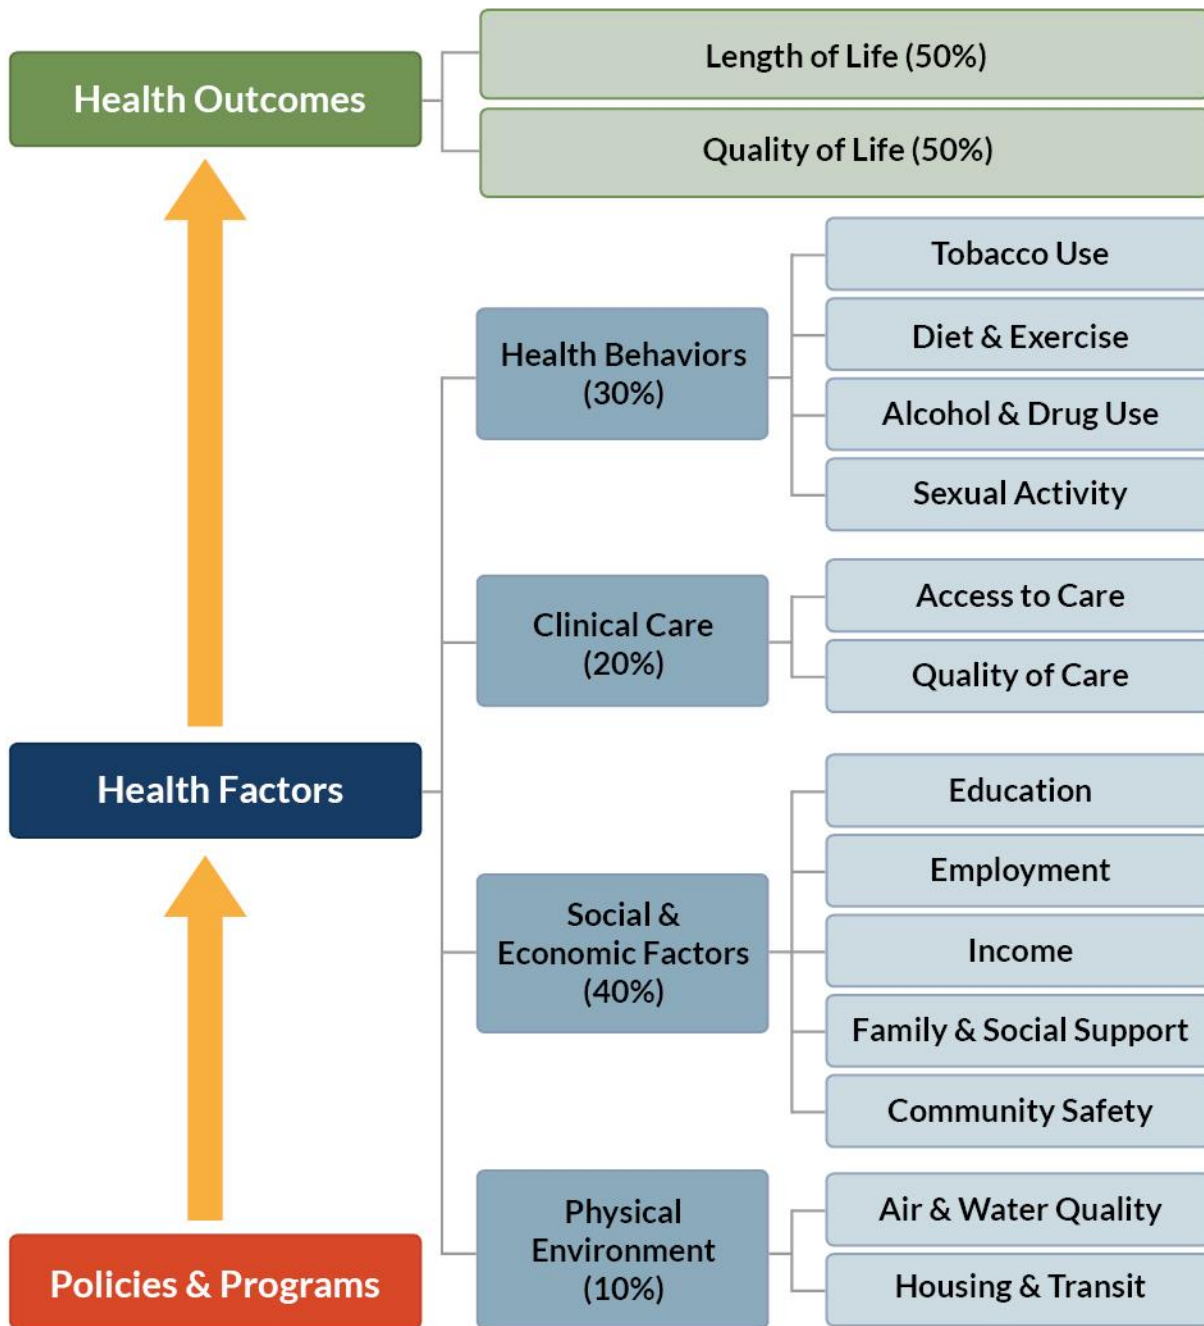 Health Outcomes
Length of Life (50%)
Quality of Life (50%)
Health Factors
Health Behaviors
(30%)
Tobacco Use
Diet & Exercise
Alcohol & Drug Use
Sexual Activity
Clinical Care
(20%)
Access to Care
Quality of Care
Social &
Economic Factors
(40%)
Education
Employment
Income
Family & Social Support
Community Safety
Physical
Environment
(10%)
Air & Water Quality
Housing & Transit
Policies & Programs